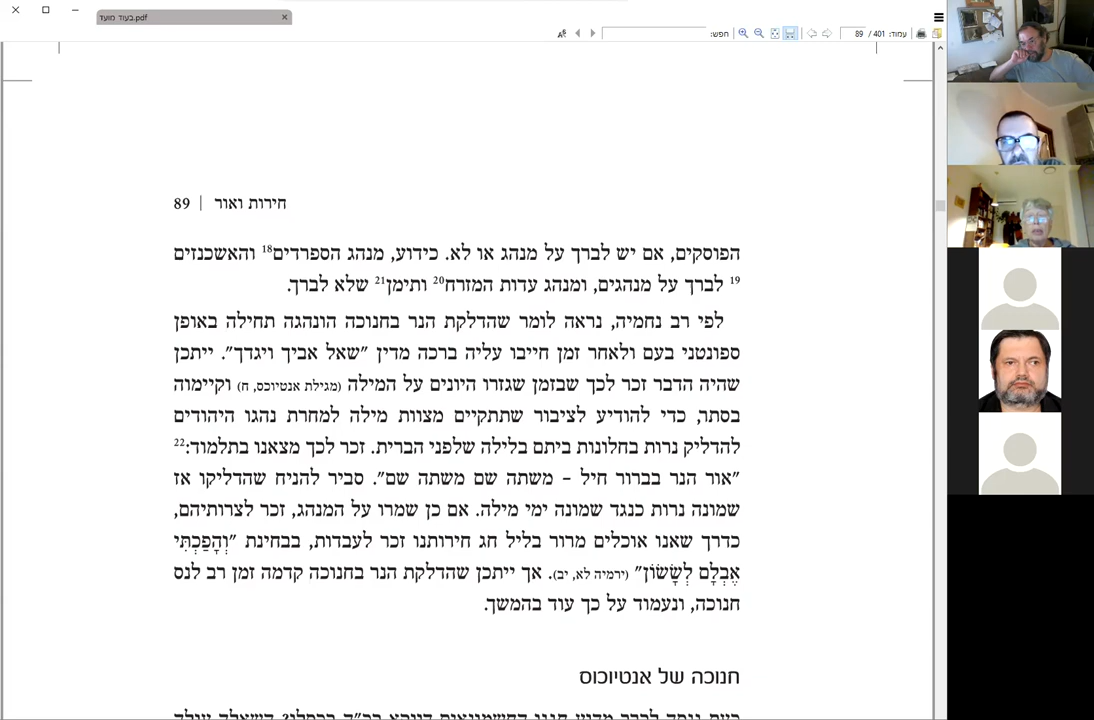 בעוד מועד.pdf
עמוד: 89 / 401 חפש:
חירות ואור | 89
הפוסקים, אם יש לברך על מנהג או לא. כידוע, מנהג הספרדים18 והאשכנזים
19 לברך על מנהגים, ומנהג עדות המזרח20 ותימן21 שלא לברך.
לפי רב נחמיה, נראה לומר שהדלקת הנר בחנוכה הונהגה תחילה באופן
ספונטני בעם ולאחר זמן חייבו עליה ברכה מדין "שאל אביך ויגדך". ייתכן
שהיה הדבר זכר לכך שבזמן שגזרו היונים על המילה (מגילת אנטיוכס, ח) וקיימוה
בסתר, כדי להודיע לציבור שתתקיים מצוות מילה למחרת נהגו היהודים
להדליק נרות בחלונות ביתם בלילה שלפני הברית. זכר לכך מצאנו בתלמוד:22
"אור הנר בברור חיל – משתה שם משתה שם". סביר להניח שהדליקו אז
שמונה נרות כנגד שמונה ימי מילה. אם כן שמרו על המנהג, זכר לצרותיהם,
כדרך שאנו אוכלים מרור בליל חג חירותנו זכר לעבדות, בבחינת "וְהָפַכְתִּי
אֶבְלָם לְשָׂשׂוֹן" (ירמיה לא, יב). אך ייתכן שהדלקת הנר בחנוכה קדמה זמן רב לנס
חנוכה, ונעמוד על כך עוד בהמשך.
חנוכה של אנטיוכוס